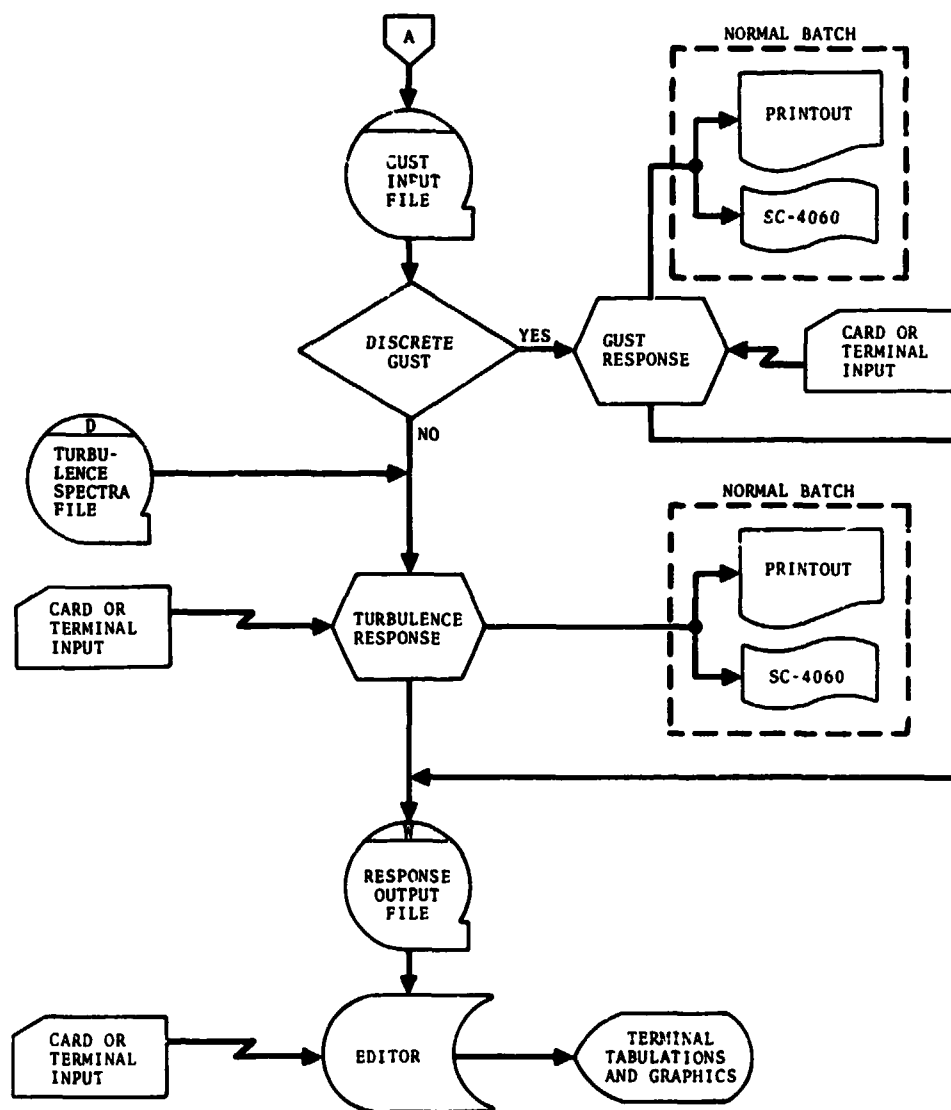 A
NORMAL BATCH
PRINTOUT
SC-4060
GUST
INPUT
FILE
DISCRETE
GUST
YES
GUST
RESPONSE
CARD OR
TERMINAL
INPUT
NO
D
TURBU-
LENCE
SPECTRA
FILE
NORMAL BATCH
PRINTOUT
SC-4060
CARD OR
TERMINAL
INPUT
TURBULENCE
RESPONSE
W
RESPONSE
OUTPUT
FILE
CARD OR
TERMINAL
INPUT
EDITOR
TERMINAL
TABULATIONS
AND GRAPHICS